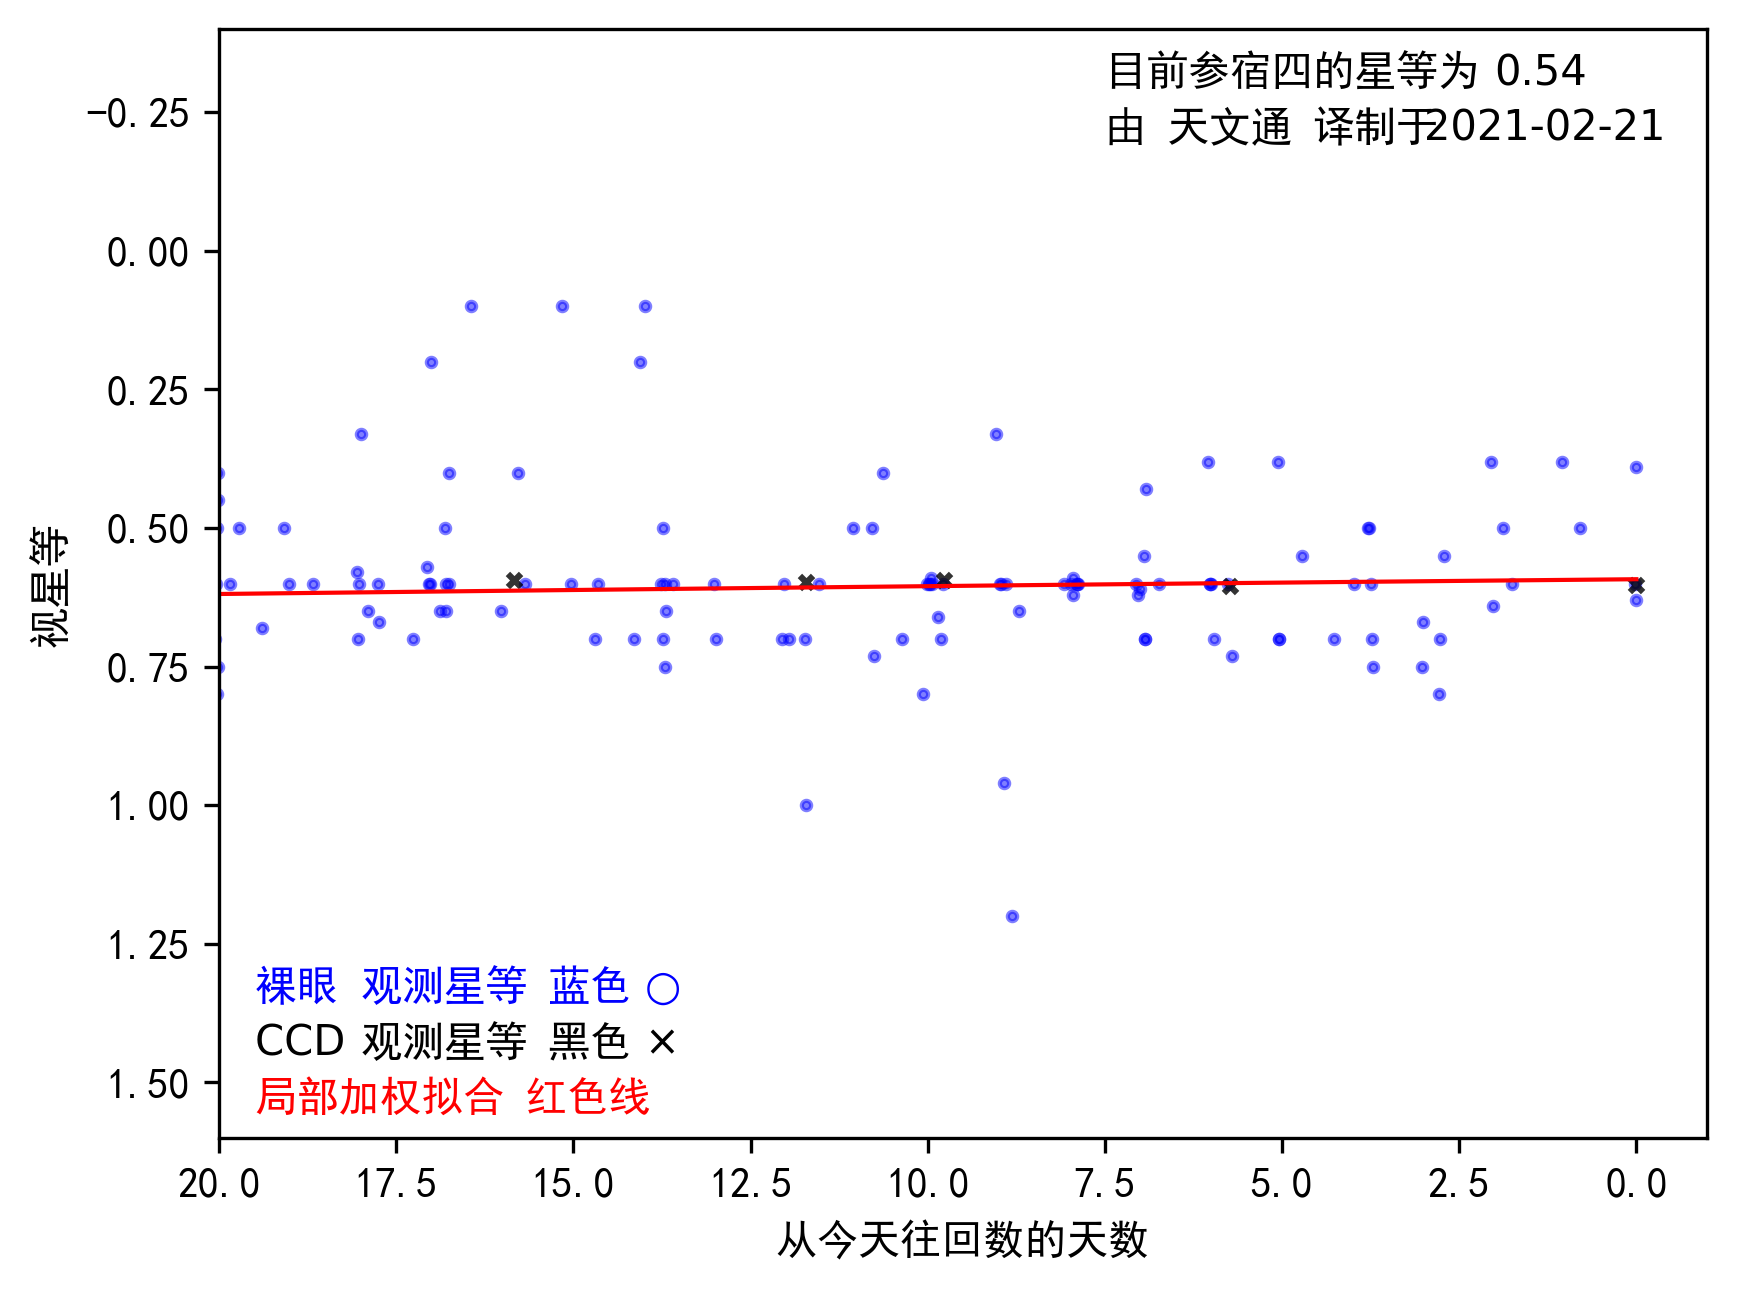 目前参宿四的星等为 0.54
由 天文通 译制于2021-02-21
−0.25
0.00
0.25
0.50
0.75
1.00
1.25
1.50
视星等
裸眼 观测星等 蓝色 ○
CCD 观测星等 黑色 ×
局部加权拟合 红色线
20.0 17.5 15.0 12.5 10.0 7.5 5.0 2.5 0.0
从今天往回数的天数